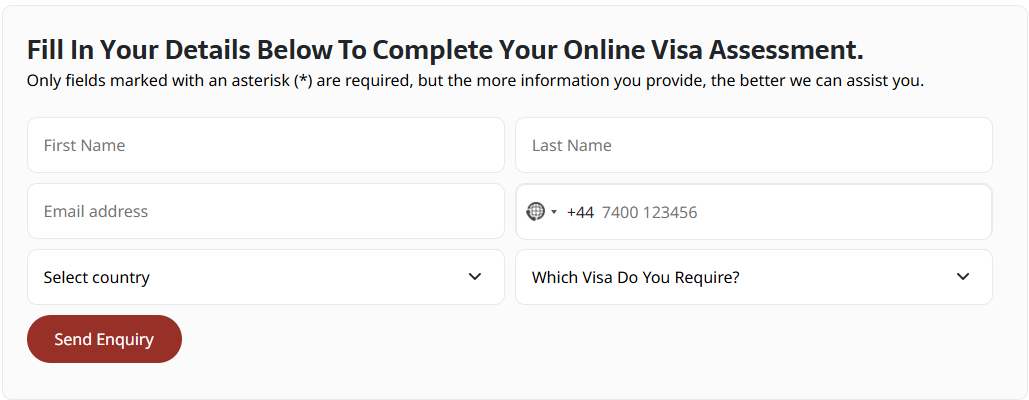 Fill In Your Details Below To Complete Your Online Visa Assessment.
Only fields marked with an asterisk (*) are required, but the more information you provide, the better we can assist you.
First Name
Last Name
Email address
+44 7400 123456
Select country
Which Visa Do You Require?
Send Enquiry